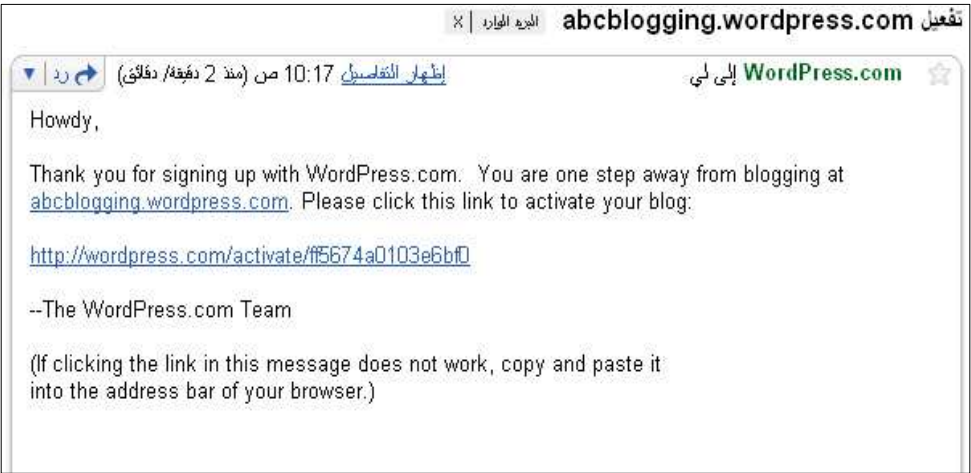 تفعيل abcblogging.wordpress.com البريد الوارد | X
WordPress.com إلى لي إظهار التفاصيل 10:17 ص (منذ 2 دقيقة/ دقائق) رد
Howdy,
Thank you for signing up with WordPress.com. You are one step away from blogging at
abcblogging.wordpress.com. Please click this link to activate your blog:
http://wordpress.com/activate/ff5674a0103e6bf0
--The WordPress.com Team
(If clicking the link in this message does not work, copy and paste it
into the address bar of your browser.)